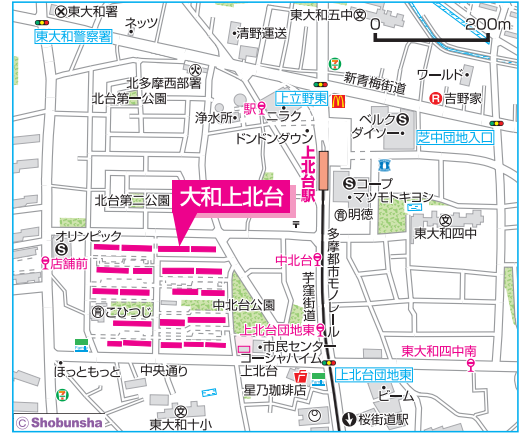 東大和署
東大和警察署
ネッツ
清野運送
東大和五中
文
0
200m
北多摩西部署
北台第一公園
浄水所
駅
ニラク
ドンドンダウン
上立野東
新青梅街道
ワールド
吉野家
ベルク
S
ダイソー
芝中団地入口
上北台駅
S
コープ
マツモトキヨシ
明徳
文
東大和四中
北台第二公園
大和上北台
オリンピック
S
店舗前
こひつじ
中北台公園
中北台
芋窪街道
多摩都市モノレール
上北台団地東
市民センター
コーシャハイム
上北台
星乃珈琲店
東大和四中南
上北台団地東
ビーム
桜街道駅
ほっともっと
中央通り
文
東大和十小
© Shobunsha